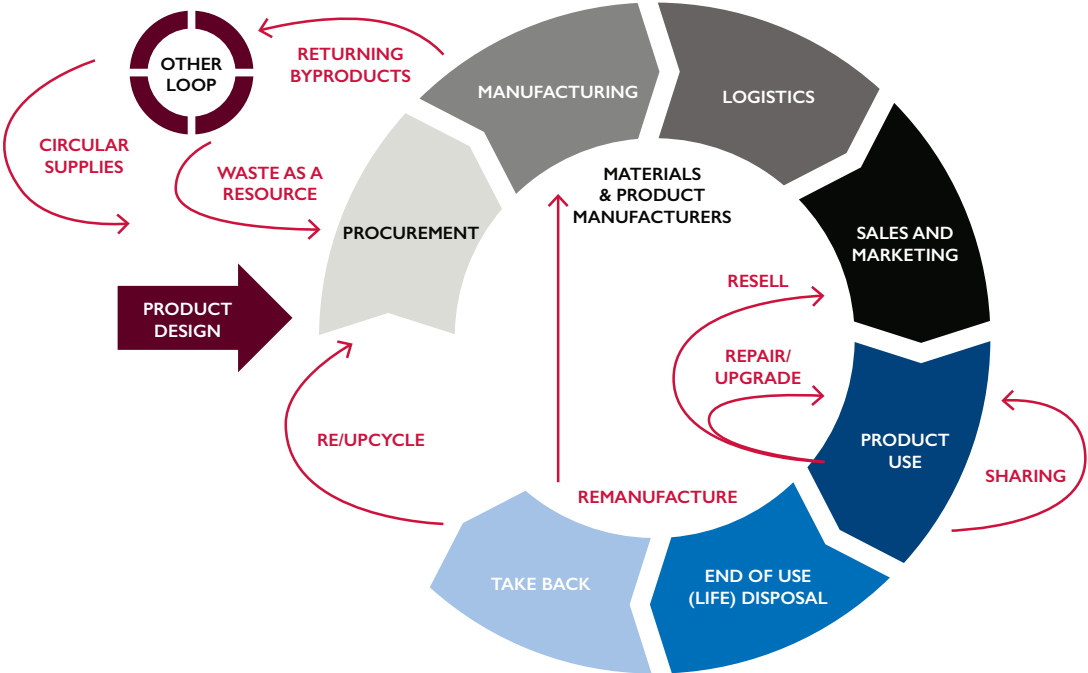 OTHER
LOOP
RETURNING
BYPRODUCTS
MANUFACTURING
LOGISTICS
CIRCULAR
SUPPLIES
WASTE AS A
RESOURCE
MATERIALS
& PRODUCT
MANUFACTURERS
PROCUREMENT
SALES AND
MARKETING
PRODUCT
DESIGN
RESELL
REPAIR/
UPGRADE
RE/UPCYCLE
PRODUCT
USE
SHARING
REMANUFACTURE
TAKE BACK
END OF USE
(LIFE) DISPOSAL